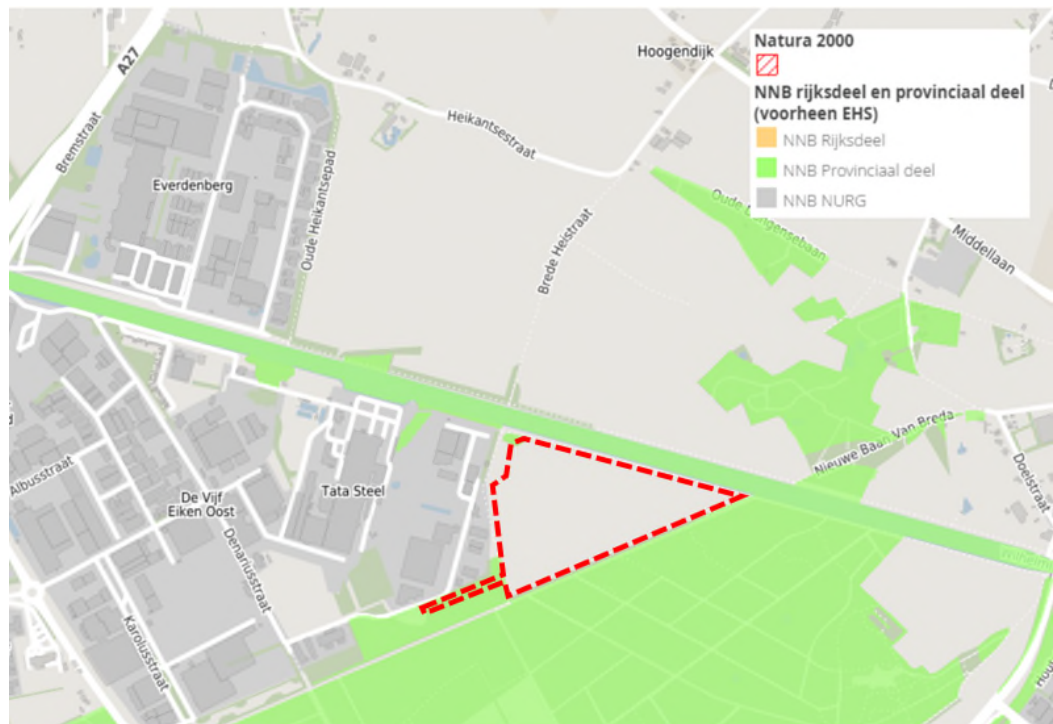 Natura 2000
NNB rijksdeel en provinciaal deel
(voorheen EHS)
NNB Rijksdeel
NNB Provinciaal deel
NNB NURG
Hoogendijk
A27
Bremstraat
Heikantsestraat
Everdenberg
Oude Heikantsepad
Brede Heistraat
Middellaan
Nieuwe Baan Van Breda
Doelstraat
Albusstraat
De Vijf
Eiken Oost
Tata Steel
Denariusstraat
Karolusstraat